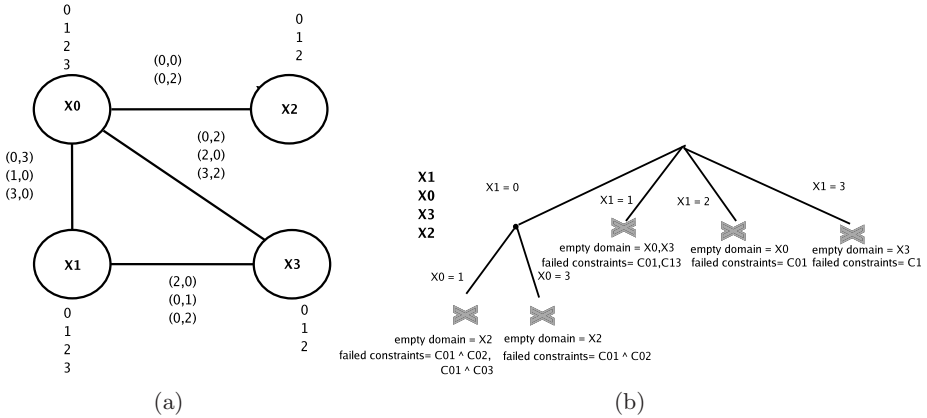 0
1
2
3
0
1
2
(0,0)
(0,2)
X0
X2
(0,2)
(2,0)
(3,2)
(0,3)
(1,0)
(3,0)
X1
X3
(2,0)
(0,1)
(0,2)
0
1
2
3
0
1
2
(a)
X1
X0
X3
X2
X1 = 0
X1 = 1
X1 = 2
X1 = 3
empty domain = X0,X3
failed constraints= C01,C13
empty domain = X0
failed constraints= C01
empty domain = X3
failed constraints= C1
X0 = 1
X0 = 3
empty domain = X2
failed constraints= C01 ^ C02,
C01 ^ C03
empty domain = X2
failed constraints= C01 ^ C02
(b)